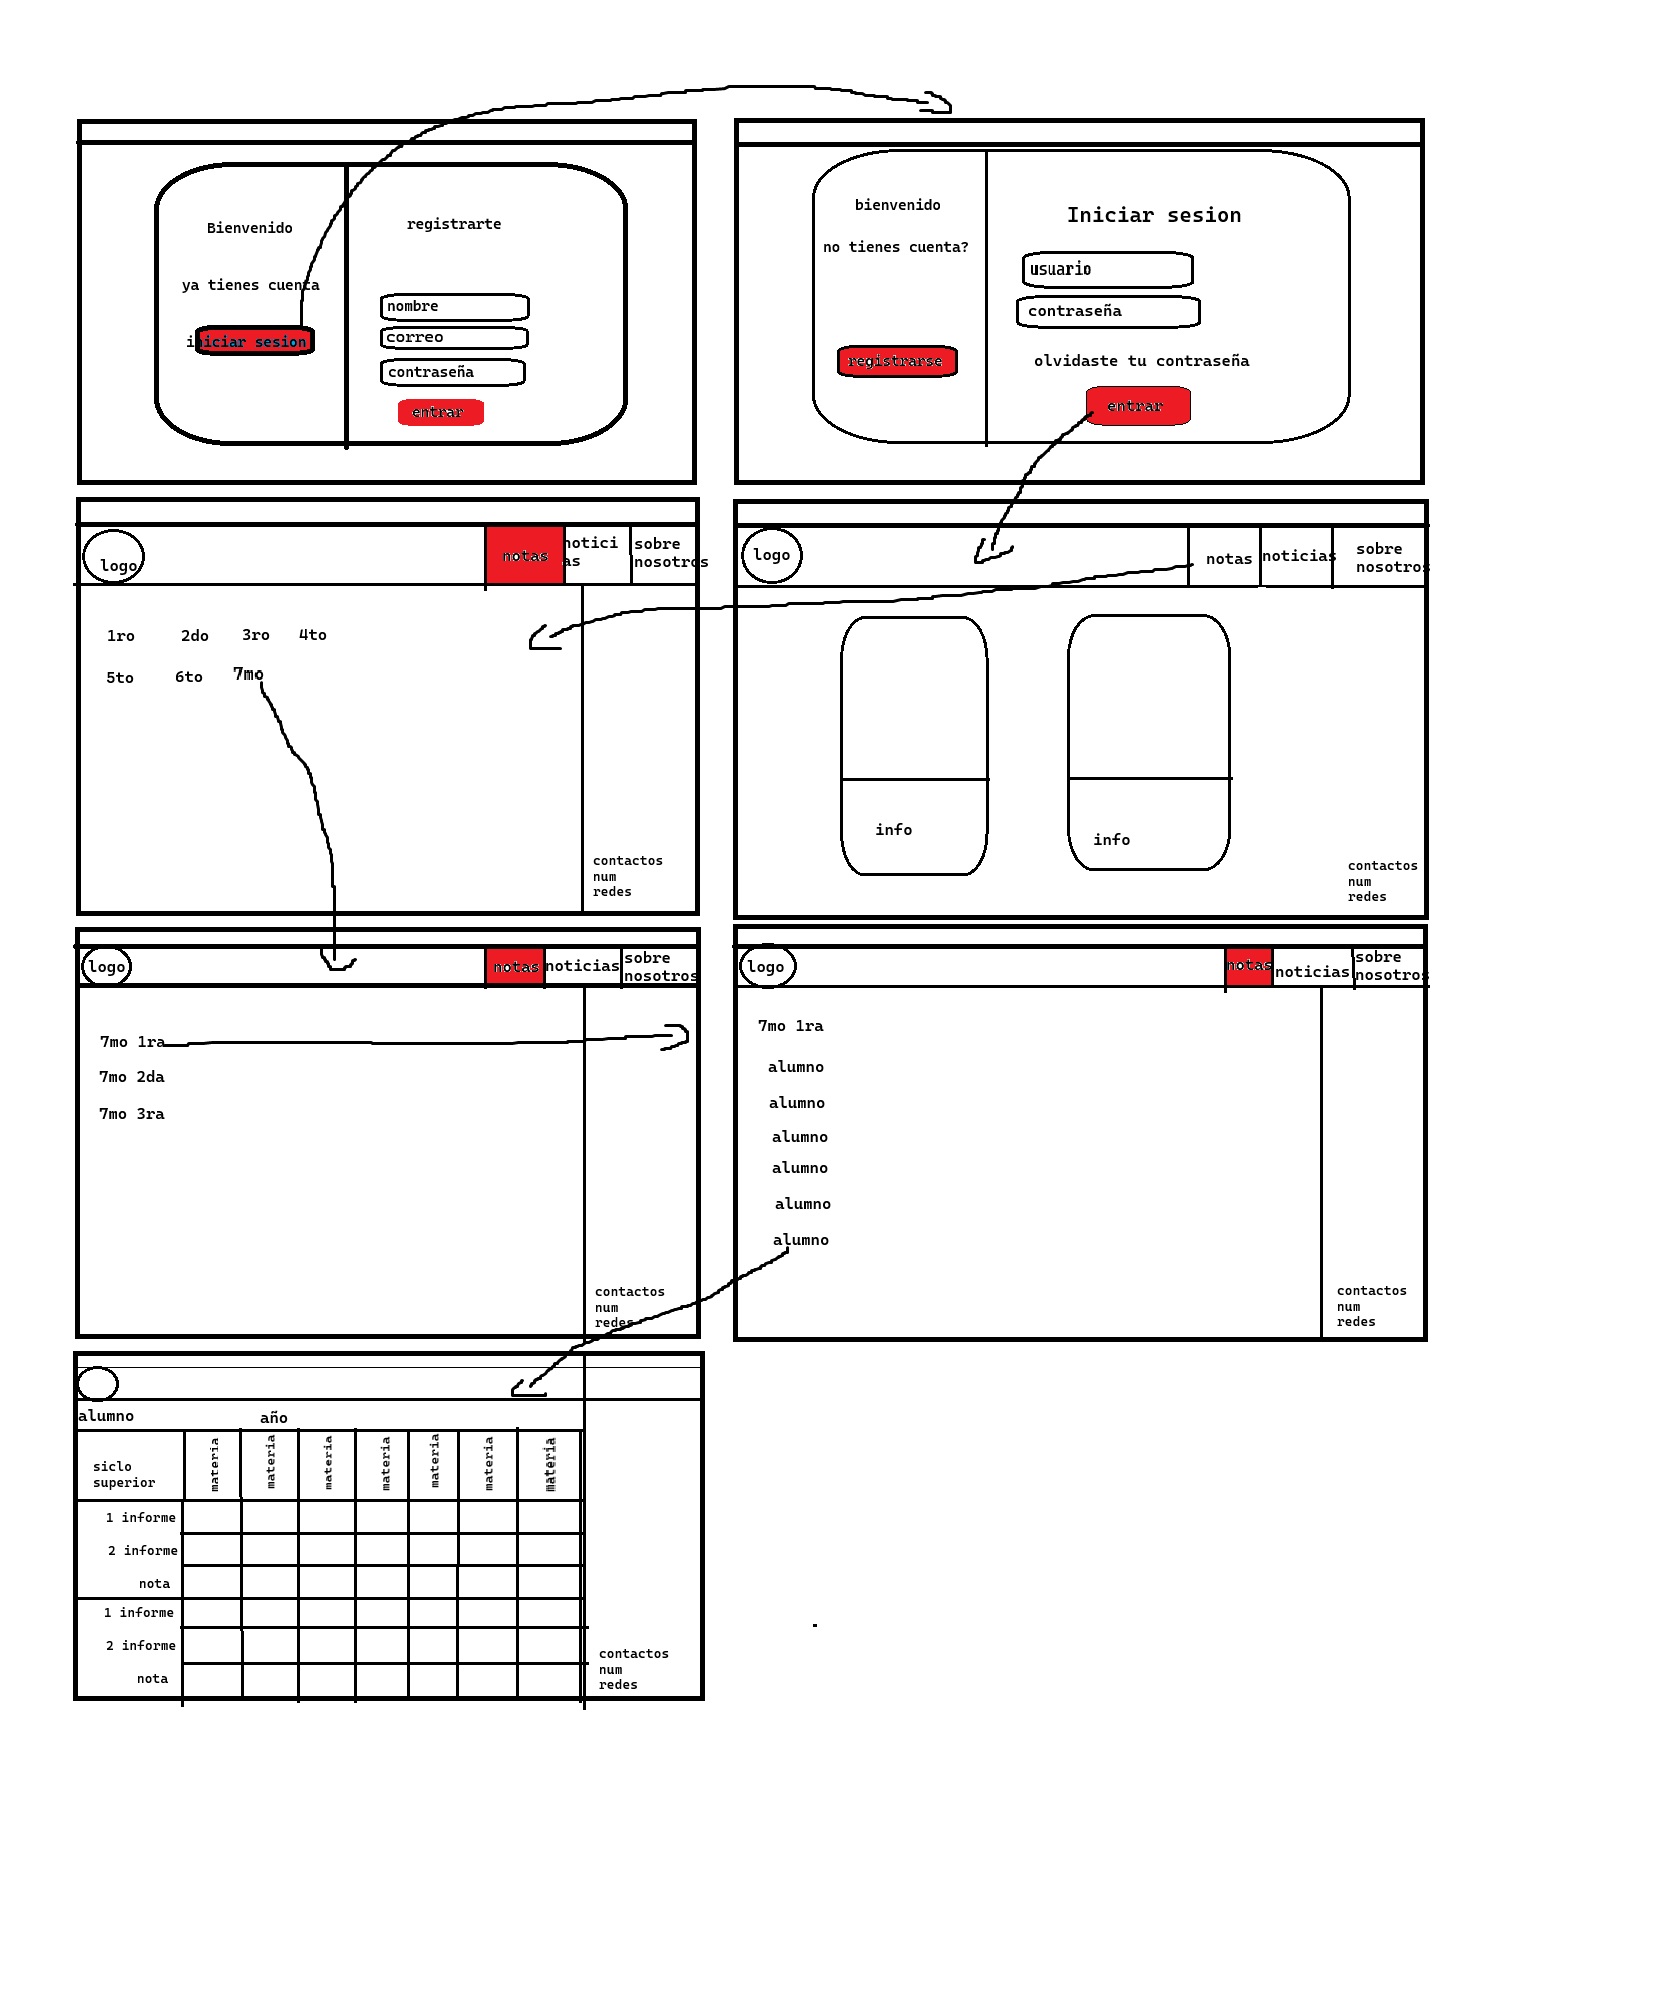 Bienvenido
registrarte
ya tienes cuenta
iniciar sesion
nombre
correo
contraseña
entrar
bienvenido
no tienes cuenta?
registrarse
Iniciar sesion
usuario
contraseña
olvidaste tu contraseña
entrar
logo
notas
notici
as
sobre
nosotros
1ro
2do
3ro
4to
5to
6to
7mo
contactos
num
redes
logo
notas
noticias
sobre
nosotros
info
info
contactos
num
redes
logo
notas
noticias
sobre
nosotros
7mo 1ra
7mo 2da
7mo 3ra
contactos
num
redes
logo
notas
noticias
sobre
nosotros
7mo 1ra
alumno
alumno
alumno
alumno
alumno
alumno
contactos
num
redes
alumno
año
siclo
superior
materia
materia
materia
materia
materia
materia
materia
1 informe
2 informe
nota
1 informe
2 informe
nota
contactos
num
redes